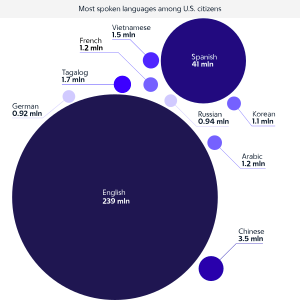 Most spoken languages among U.S. citizens
Vietnamese
1.5 mln
French
1.2 mln
Spanish
41 mln
Tagalog
1.7 mln
German
0.92 mln
Russian
0.94 mln
Korean
1.1 mln
Arabic
1.2 mln
English
239 mln
Chinese
3.5 mln